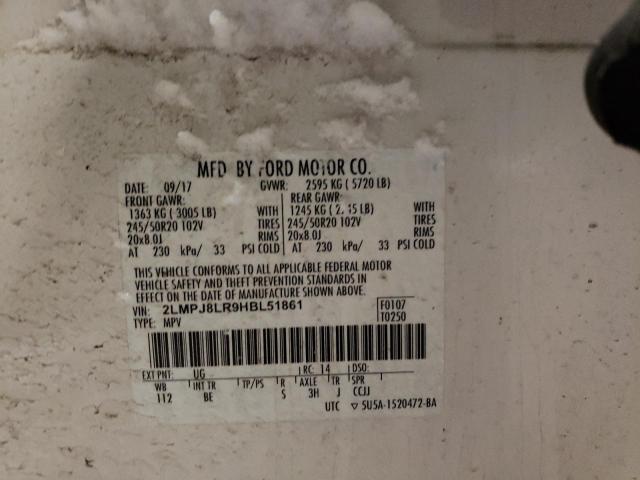 MFD BY FORD MOTOR CO.
DATE: 09/17 GVWR: 2595 KG ( 5720 LB)
FRONT GAWR: REAR GAWR:
1363 KG ( 3005 LB) WITH 1245 KG ( LB) WITH
245/50R20 102V TIRES 245/50R20 102V TIRES
20x8.0J RIMS 20x8.0J RIMS
AT 230 kPa/ 33 PSI COLD AT 230 kPa/ 33 PSI COLD
THIS VEHICLE CONFORMS TO ALL APPLICABLE FEDERAL MOTOR
VEHICLE SAFETY AND THEFT PREVENTION STANDARDS IN
EFFECT ON THE DATE OF MANUFACTURE SHOWN ABOVE.
VIN: 2LMPJ8LR9HBL51861 F0107
TYPE: MPV T0250
EXT PNT: UG RC: 14 DSO:
WB INT TR TP/PS R AXLE TR SPR
112 BE S 3H J CCJJ
UTC ▽ 5U5A-1520472-BA